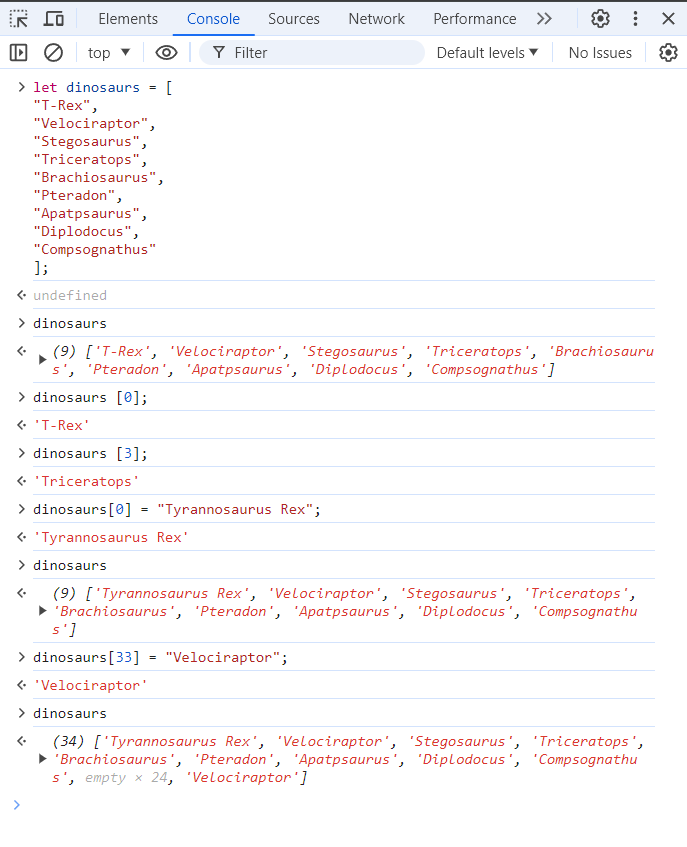 Elements Console Sources Network Performance
top Filter Default levels No Issues
let dinosaurs = [
"T-Rex",
"Velociraptor",
"Stegosaurus",
"Triceratops",
"Brachiosaurus",
"Pteradon",
"Apatpsaurus",
"Diplodocus",
"Compsognathus"
];
undefined
dinosaurs
(9) ['T-Rex', 'Velociraptor', 'Stegosaurus', 'Triceratops', 'Brachiosauru
s', 'Pteradon', 'Apatpsaurus', 'Diplodocus', 'Compsognathus']
dinosaurs [0];
'T-Rex'
dinosaurs [3];
'Triceratops'
dinosaurs[0] = "Tyrannosaurus Rex";
'Tyrannosaurus Rex'
dinosaurs
(9) ['Tyrannosaurus Rex', 'Velociraptor', 'Stegosaurus', 'Triceratops',
'Brachiosaurus', 'Pteradon', 'Apatpsaurus', 'Diplodocus', 'Compsognathu
s']
dinosaurs[33] = "Velociraptor";
'Velociraptor'
dinosaurs
(34) ['Tyrannosaurus Rex', 'Velociraptor', 'Stegosaurus', 'Triceratops',
'Brachiosaurus', 'Pteradon', 'Apatpsaurus', 'Diplodocus', 'Compsognathu
s', empty × 24, 'Velociraptor']